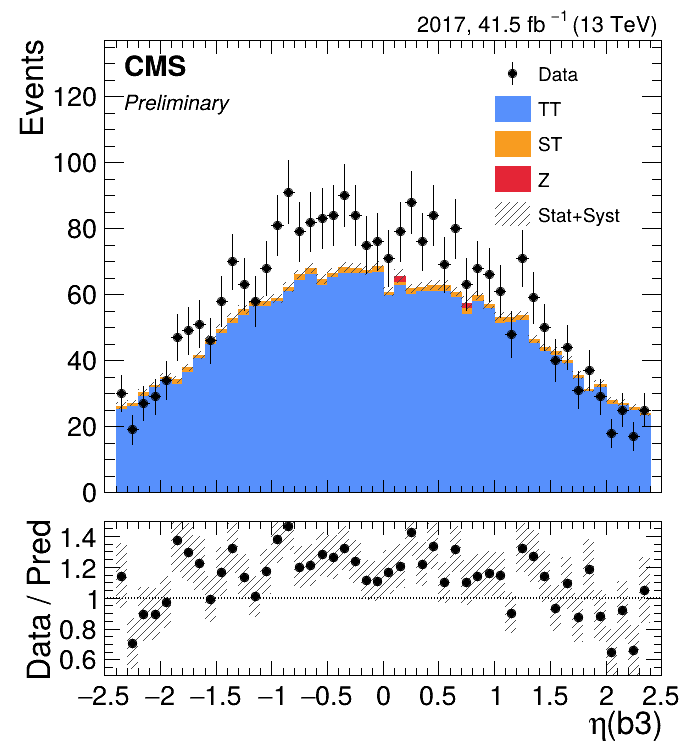 2017, 41.5 fb⁻¹ (13 TeV)
CMS
Preliminary
Data
TT
ST
Z
Stat+Syst
Events
120
100
80
60
40
20
0
Data / Pred
1.4
1.2
1
0.8
0.6
−2.5 −2 −1.5 −1 −0.5 0 0.5 1 1.5 2 2.5
η(b3)